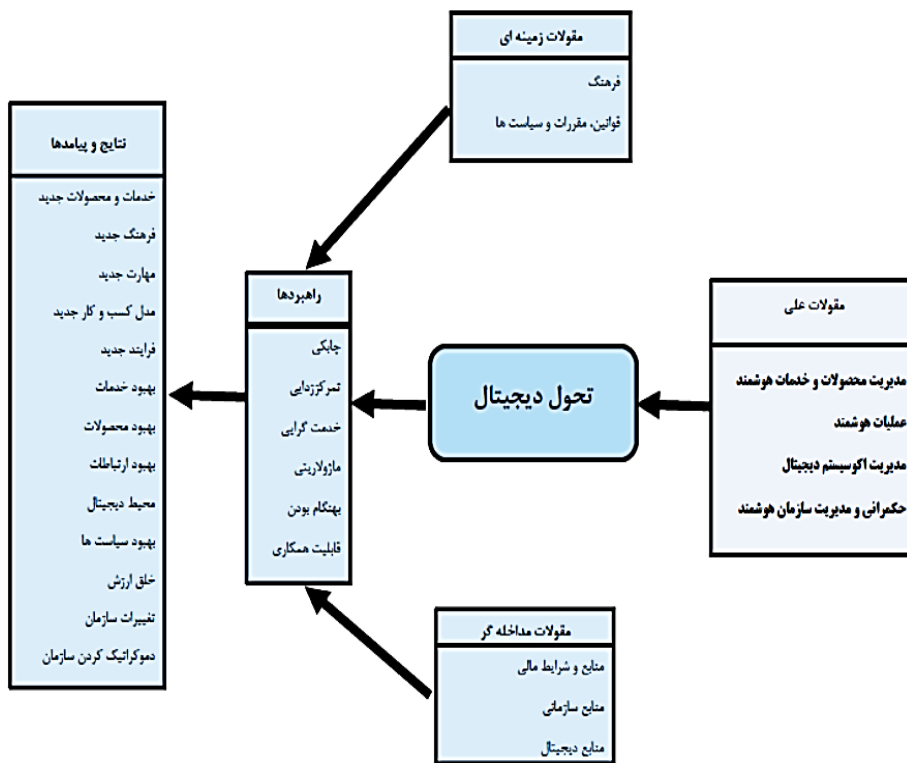 مقولات زمینه ای
فرهنگ
قوانین، مقررات و سیاست ها
مقولات علی
مدیریت محصولات و خدمات هوشمند
عملیات هوشمند
مدیریت اکوسیستم دیجیتال
حکمرانی و مدیریت سازمان هوشمند
تحول دیجیتال
راهبردها
چابکی
تمرکززدایی
خدمت گرایی
ماژولاریتی
بهنگام بودن
قابلیت همکاری
مقولات مداخله گر
منابع و شرایط مالی
منابع سازمانی
منابع دیجیتال
نتایج و پیامدها
خدمات و محصولات جدید
فرهنگ جدید
مهارت جدید
مدل کسب و کار جدید
فرایند جدید
بهبود خدمات
بهبود محصولات
بهبود ارتباطات
محیط دیجیتال
بهبود سیاست ها
خلق ارزش
تغییرات سازمان
دموکراتیک کردن سازمان